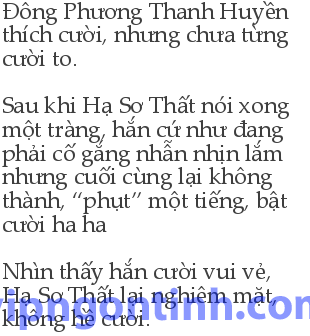 Đông Phương Thanh Huyền
thích cười, nhưng chưa từng
cười to.
Sau khi Hạ Sơ Thất nói xong
một tràng, hắn cứ như đang
phải cố gắng nhẫn nhịn lắm
nhưng cuối cùng lại không
thành, “phụt” một tiếng, bật
cười ha ha
Nhìn thấy hắn cười vui vẻ,
Hạ Sơ Thất lại nghiêm mặt,
không hề cười.
vipngontinh.com